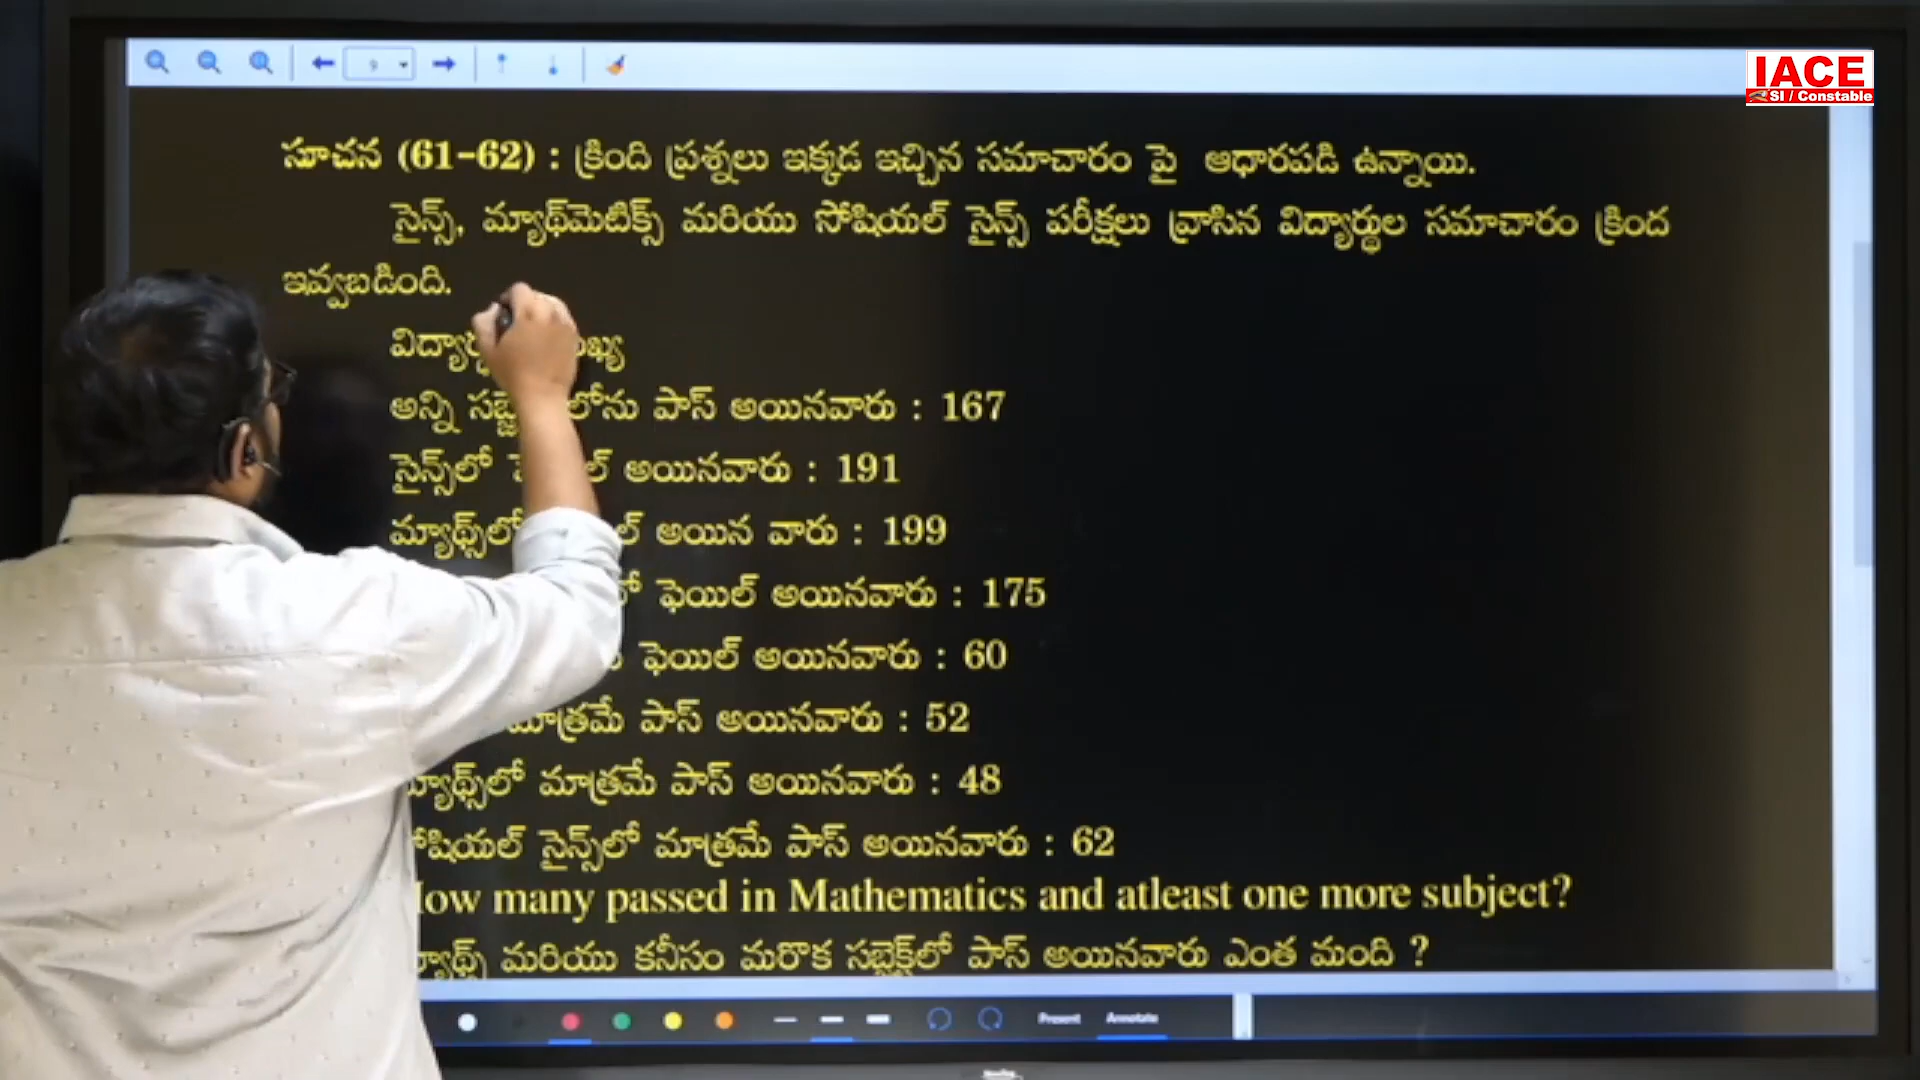 IACE
SI / Constable
9
సూచన (61-62) : క్రింది ప్రశ్నలు ఇక్కడ ఇచ్చిన సమాచారం పై ఆధారపడి ఉన్నాయి.
సైన్స్, మ్యాథ్‌మెటిక్స్ మరియు సోషియల్ సైన్స్ పరీక్షలు వ్రాసిన విద్యార్థుల సమాచారం క్రింద
ఇవ్వబడింది.
అన్ని పాస్ అయినవారు : 167
సైన్స్‌లో అయినవారు : 191
మ్యాథ్స్‌లో అయిన వారు : 199
ఫెయిల్ అయినవారు : 175
ఫెయిల్ అయినవారు : 60
మాత్రమే పాస్ అయినవారు : 52
మాత్రమే పాస్ అయినవారు : 48
సైన్స్‌లో మాత్రమే పాస్ అయినవారు : 62
many passed in Mathematics and atleast one more subject?
మరియు కనీసం మరొక సబ్జెక్ట్‌లో పాస్ అయినవారు ఎంత మంది ?
Present Annotate